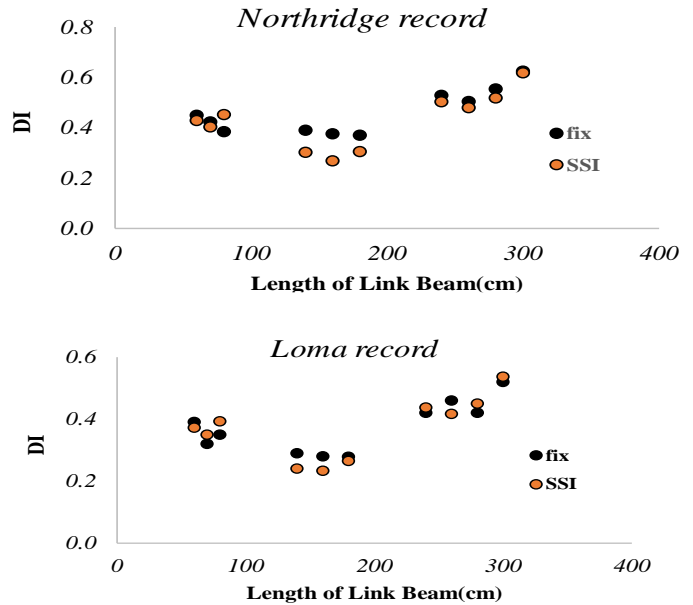 Northridge record
0.8
0.6
0.4
0.2
0.0
DI
fix
SSI
0 100 200 300 400
Length of Link Beam(cm)
Loma record
0.6
0.4
0.2
0.0
DI
fix
SSI
0 100 200 300 400
Length of Link Beam(cm)